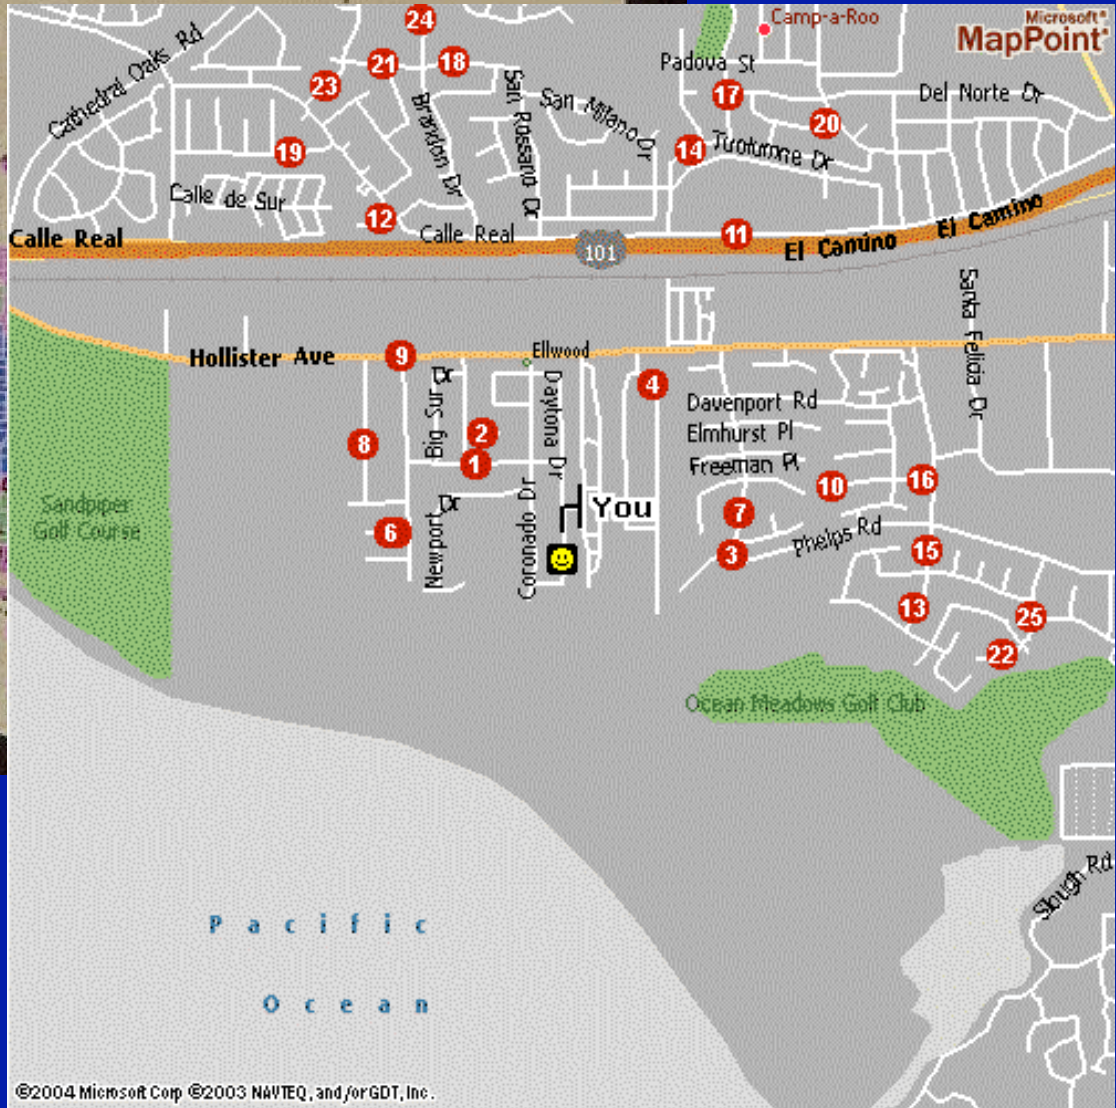 24
Camp-a-Roo
Microsoft®
MapPoint®
Cathedral Oaks Rd
21
18
Padova St
23
17
Del Norte Dr
Brandon Dr
San Rossano Dr
San Milano Dr
20
19
14
Tuolumne Dr
Calle de Sur
12
Calle Real
Calle Real
11
101
El Camino
El Camino
Santa Felicia Dr
Hollister Ave
9
Ellwood
Big Sur Dr
Daytona Dr
4
Davenport Rd
2
Elmhurst Pl
8
1
Freeman Pl
10
16
Sandpiper
Golf Course
Newport Dr
Coronado Dr
You
7
6
Phelps Rd
3
15
13
25
22
Ocean Meadows Golf Club
Slough Rd
Pacific
Ocean
©2004 Microsoft Corp ©2003 NAVTEQ, and/or GDT, Inc.